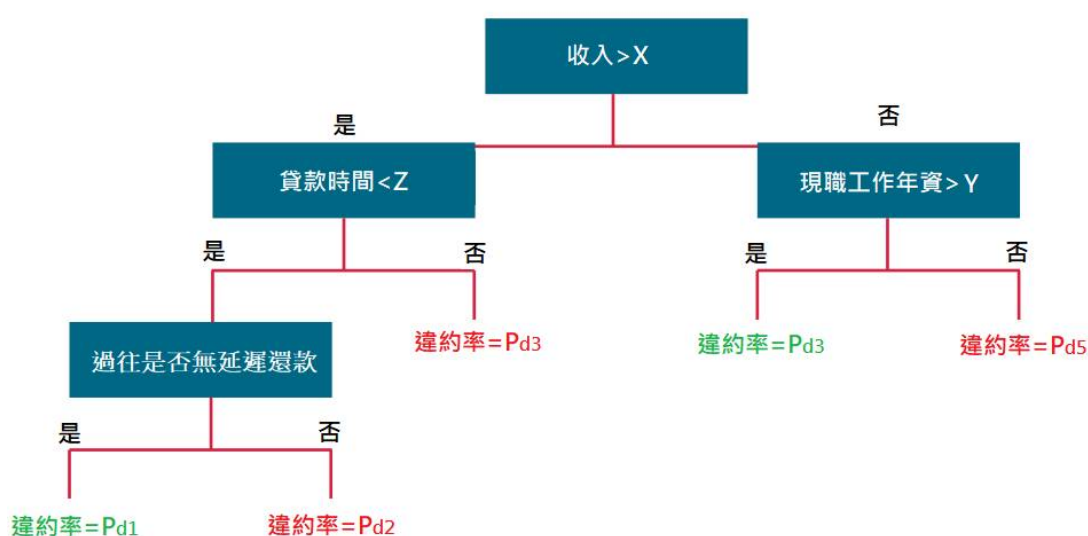 收入>X
是
否
貸款時間<Z
現職工作年資>Y
是
否
是
否
過往是否無延遲還款
違約率=Pd3
違約率=Pd3
違約率=Pd5
是
否
違約率=Pd1
違約率=Pd2